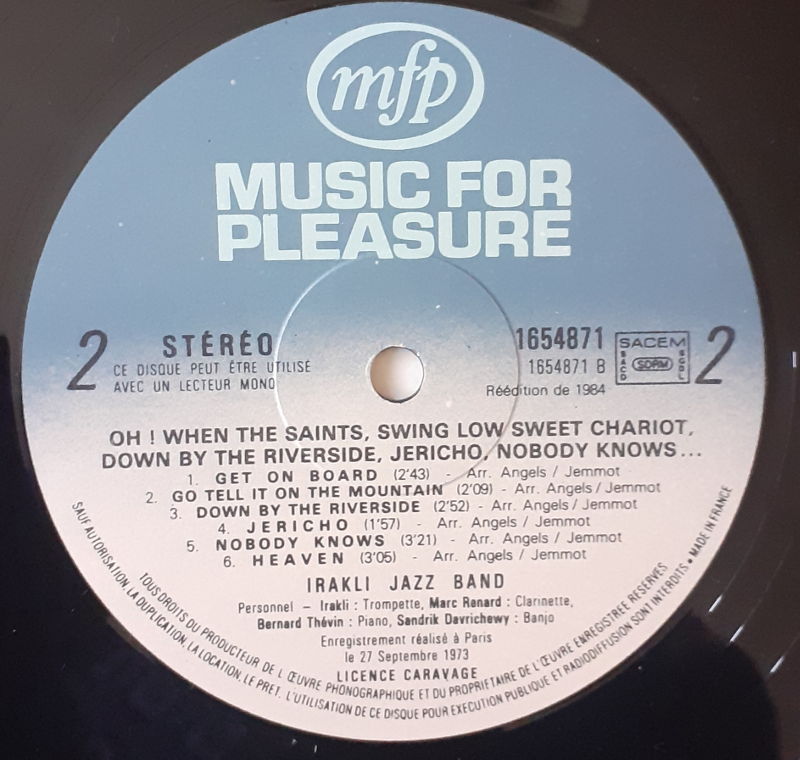 mfp
MUSIC FOR
PLEASURE
2
STÉRÉO
CE DISQUE PEUT ÊTRE UTILISÉ
AVEC UN LECTEUR MONO
1654871
1654871 B
Réédition de 1984
SACEM
SACD
SDRM
SGDL
2
OH ! WHEN THE SAINTS, SWING LOW SWEET CHARIOT,
DOWN BY THE RIVERSIDE, JERICHO, NOBODY KNOWS...
1. GET ON BOARD (2'43) - Arr. Angels / Jemmot
2. GO TELL IT ON THE MOUNTAIN (2'09) - Arr. Angels / Jemmot
3. DOWN BY THE RIVERSIDE (2'52) - Arr. Angels / Jemmot
4. JERICHO (1'57) - Arr. Angels / Jemmot
5. NOBODY KNOWS (3'21) - Arr. Angels / Jemmot
6. HEAVEN (3'05) - Arr. Angels / Jemmot
IRAKLI JAZZ BAND
Personnel - Irakli : Trompette, Marc Renard : Clarinette,
Bernard Thévin : Piano, Sandrik Davrichewy : Banjo
Enregistrement réalisé à Paris
le 27 Septembre 1973
LICENCE CARAVAGE
TOUS DROITS DU PRODUCTEUR DE L'ŒUVRE PHONOGRAPHIQUE ET DU PROPRIETAIRE DE L'ŒUVRE ENREGISTREE RESERVES
SAUF AUTORISATION, LA DUPLICATION, LA LOCATION, LE PRET, L'UTILISATION DE CE DISQUE POUR EXECUTION PUBLIQUE ET RADIODIFFUSION SONT INTERDITS • MADE IN FRANCE